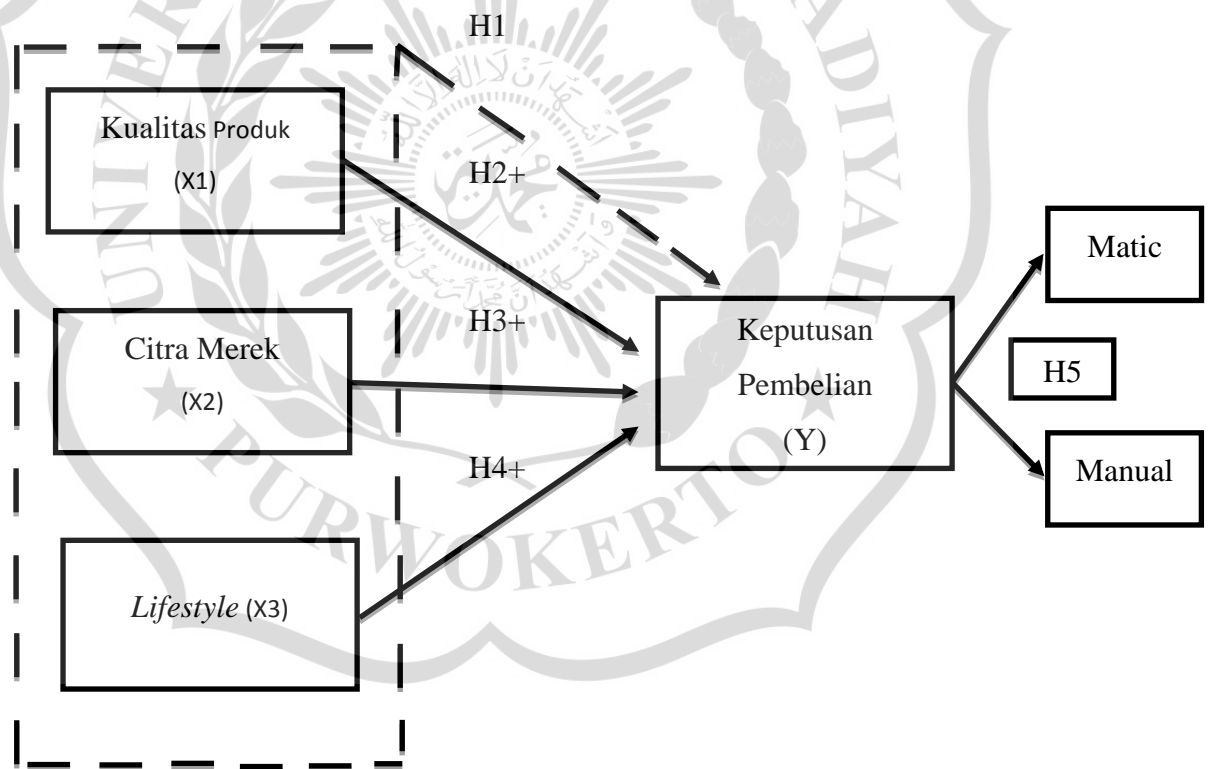 H1
Kualitas Produk
(X1)
H2+
Matic
H3+
Keputusan
Pembelian
(Y)
Citra Merek
(X2)
H5
H4+
Manual
Lifestyle (X3)
PURWOKERTO